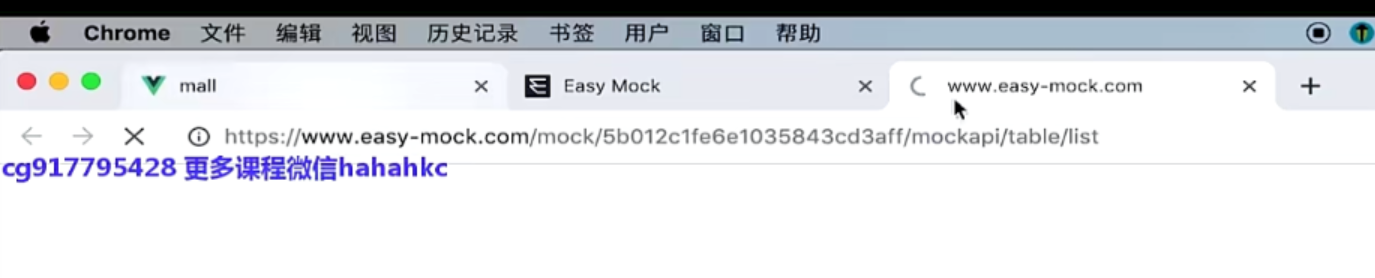 Chrome 文件 编辑 视图 历史记录 书签 用户 窗口 帮助
mall Easy Mock www.easy-mock.com
https://www.easy-mock.com/mock/5b012c1fe6e1035843cd3aff/mockapi/table/list
cg917795428 更多课程微信hahahkc